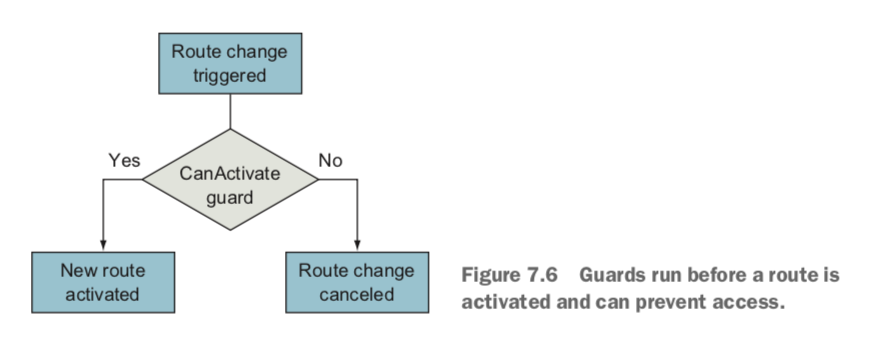 Route change
triggered
Yes
No
CanActivate
guard
New route
activated
Route change
canceled
Figure 7.6 Guards run before a route is
activated and can prevent access.